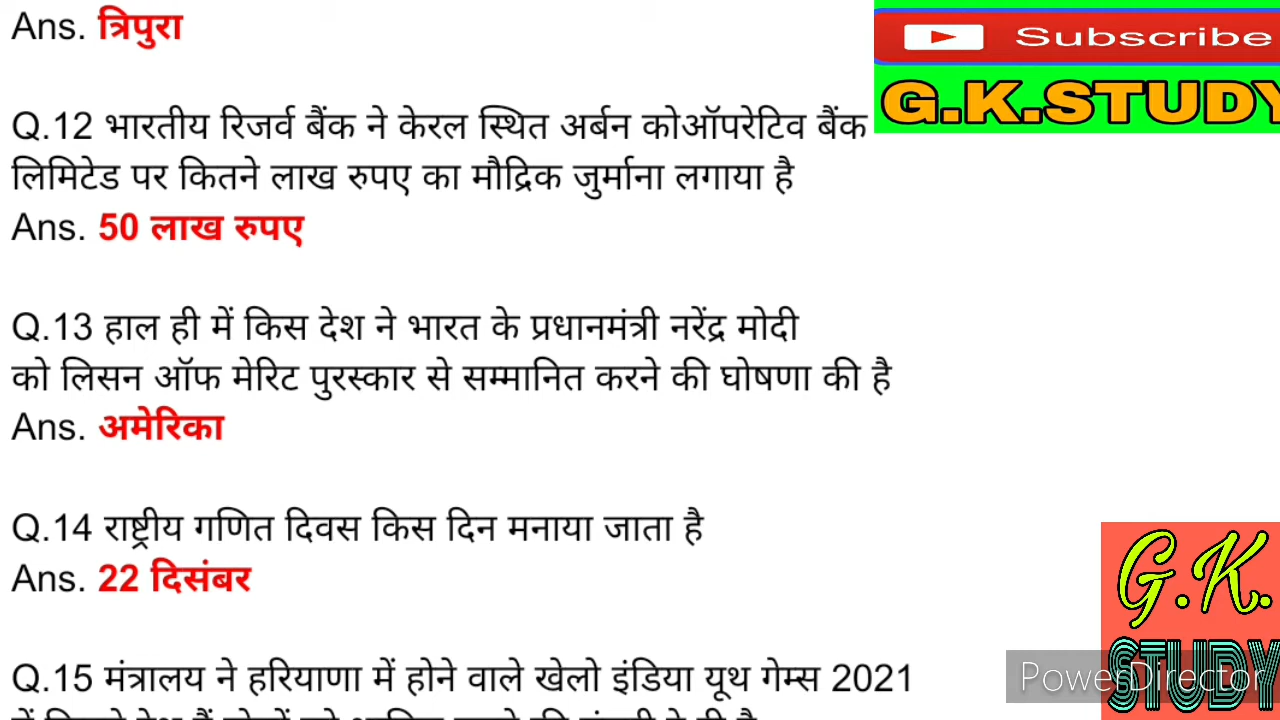 Ans. त्रिपुरा
Subscribe
G.K.STUDY
Q.12 भारतीय रिजर्व बैंक ने केरल स्थित अर्बन कोऑपरेटिव बैंक
लिमिटेड पर कितने लाख रुपए का मौद्रिक जुर्माना लगाया है
Ans. 50 लाख रुपए
Q.13 हाल ही में किस देश ने भारत के प्रधानमंत्री नरेंद्र मोदी
को लिसन ऑफ मेरिट पुरस्कार से सम्मानित करने की घोषणा की है
Ans. अमेरिका
Q.14 राष्ट्रीय गणित दिवस किस दिन मनाया जाता है
Ans. 22 दिसंबर
G.K.
STUDY
PowerDirector
Q.15 मंत्रालय ने हरियाणा में होने वाले खेलो इंडिया यूथ गेम्स 2021